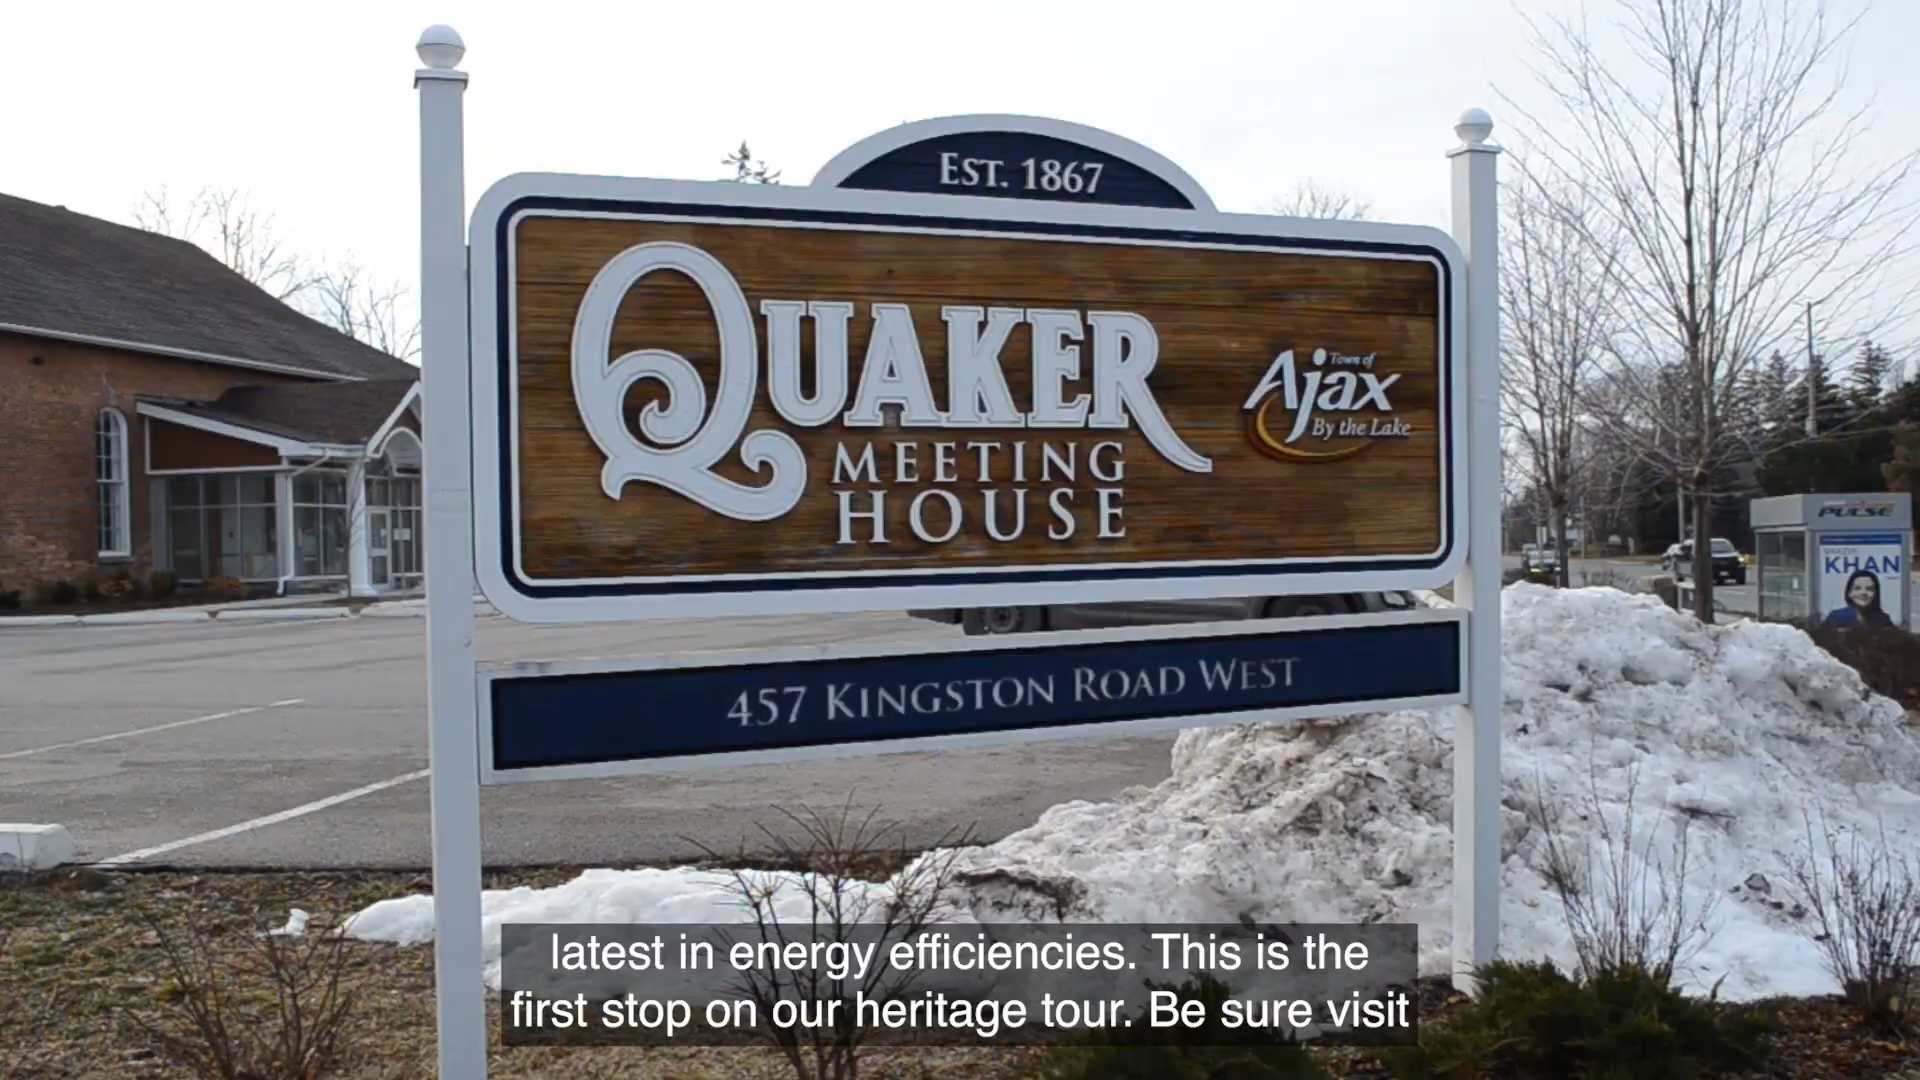 EST. 1867
QUAKER
MEETING
HOUSE
Town of
Ajax
By the Lake
457 KINGSTON ROAD WEST
PULSE
KHAN
latest in energy efficiencies. This is the
first stop on our heritage tour. Be sure visit